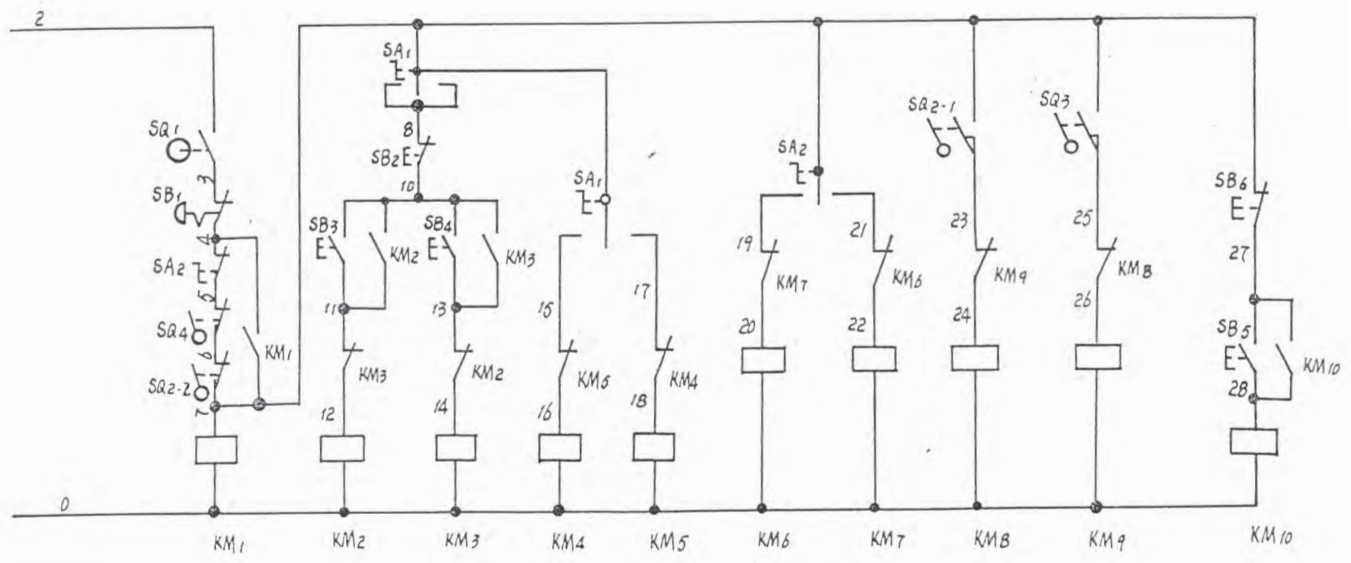 2
SA1
SQ1
8
SQ2-1
SQ3
SB2
SA2
3
SB1
10
SA1
SB6
4
SB3
KM2
SB4
KM3
19
21
23
25
27
SA2
KM7
KM6
KM9
KM8
5
11
13
15
17
SQ4
KM1
20
22
24
26
SB5
6
KM3
KM2
KM5
KM4
KM10
SQ2-2
28
7
12
14
16
18
0
KM1
KM2
KM3
KM4
KM5
KM6
KM7
KM8
KM9
KM10